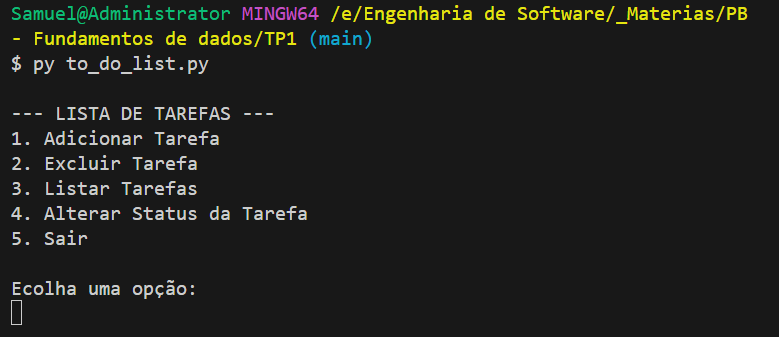 Samuel@Administrator MINGW64 /e/Engenharia de Software/_Materias/PB
- Fundamentos de dados/TP1 (main)
$ py to_do_list.py
--- LISTA DE TAREFAS ---
1. Adicionar Tarefa
2. Excluir Tarefa
3. Listar Tarefas
4. Alterar Status da Tarefa
5. Sair
Ecolha uma opção: